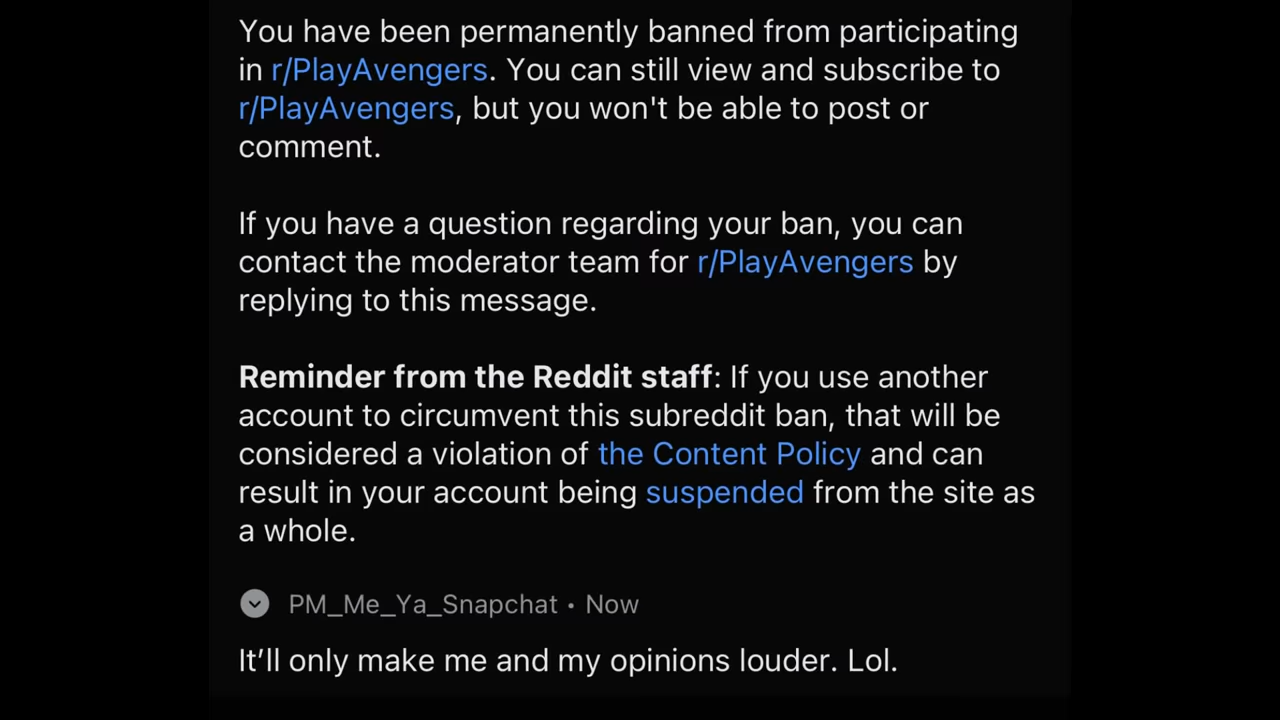 You have been permanently banned from participating
in r/PlayAvengers. You can still view and subscribe to
r/PlayAvengers, but you won't be able to post or
comment.
If you have a question regarding your ban, you can
contact the moderator team for r/PlayAvengers by
replying to this message.
Reminder from the Reddit staff: If you use another
account to circumvent this subreddit ban, that will be
considered a violation of the Content Policy and can
result in your account being suspended from the site as
a whole.
PM_Me_Ya_Snapchat • Now
It’ll only make me and my opinions louder. Lol.